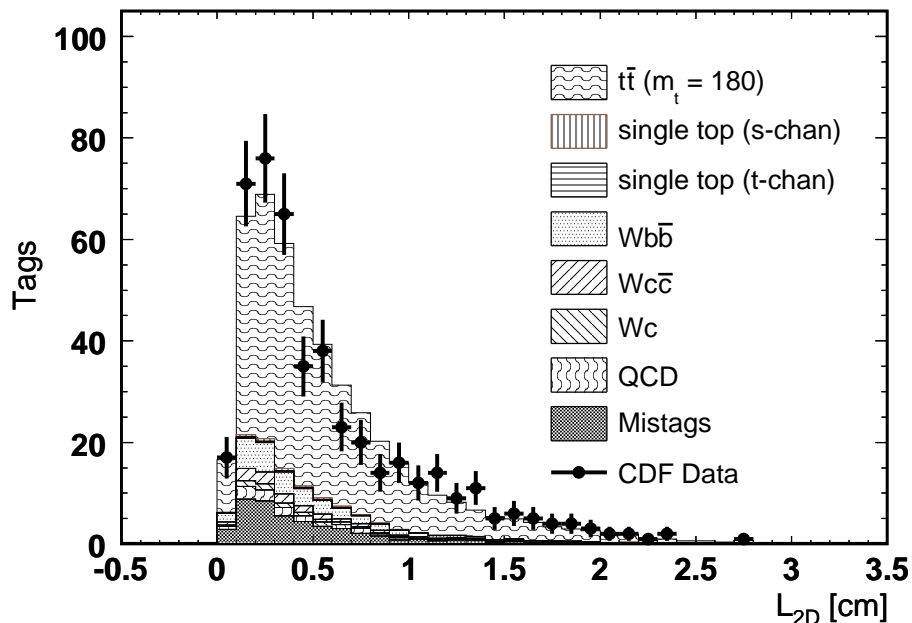 100
80
60
40
20
0
Tags
-0.5 0 0.5 1 1.5 2 2.5 3 3.5
L2D [cm]
tt̄ (mt = 180)
single top (s-chan)
single top (t-chan)
Wbb̄
Wcc̄
Wc
QCD
Mistags
CDF Data